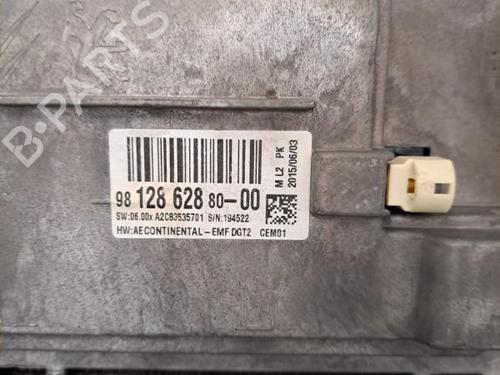 98 128 628 80-00
SW:06.00x A2C83535701 S/N:194522
HW:AECONTINENTAL-EMF DGT2 CEM01
M L2 PK
2015/06/03
B-PARTS